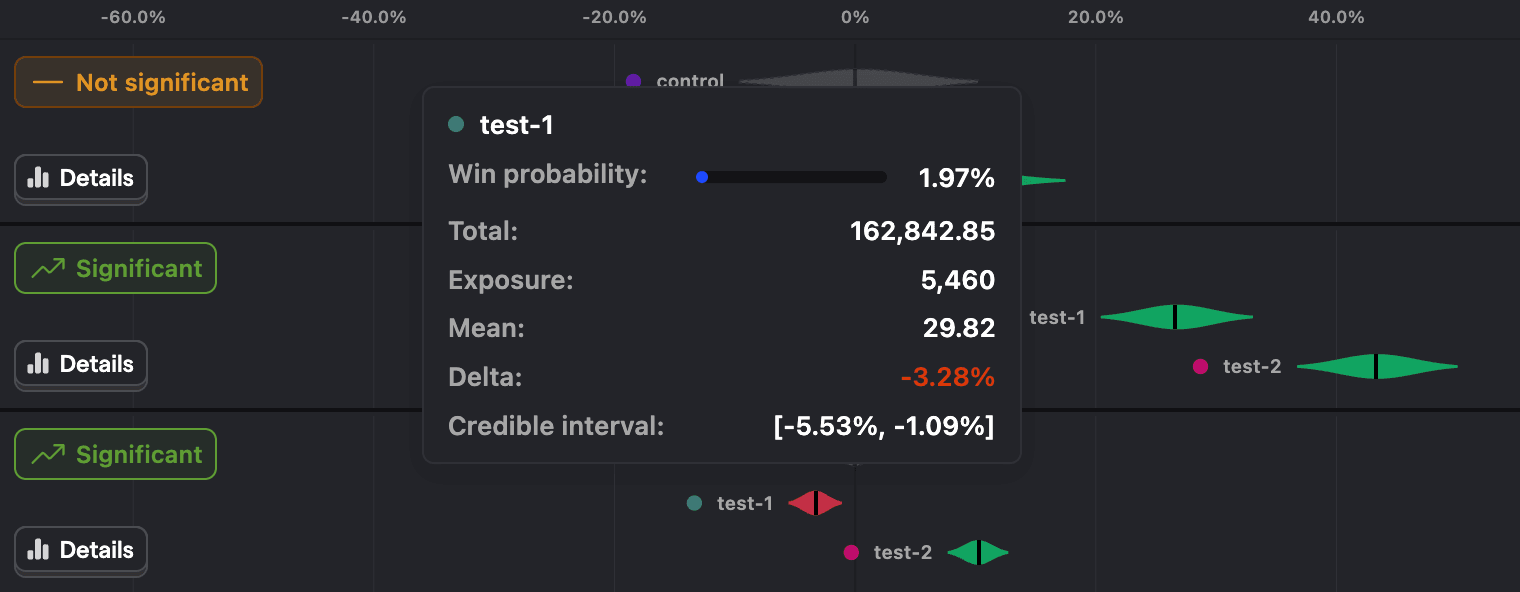 -60.0% -40.0% -20.0% 0% 20.0% 40.0%
Not significant
control
test-1
Win probability: 1.97%
Details
Total: 162,842.85
Significant
Exposure: 5,460
Mean: 29.82
test-1
Details
test-2
Delta: -3.28%
Credible interval: [-5.53%, -1.09%]
Significant
test-1
Details
test-2